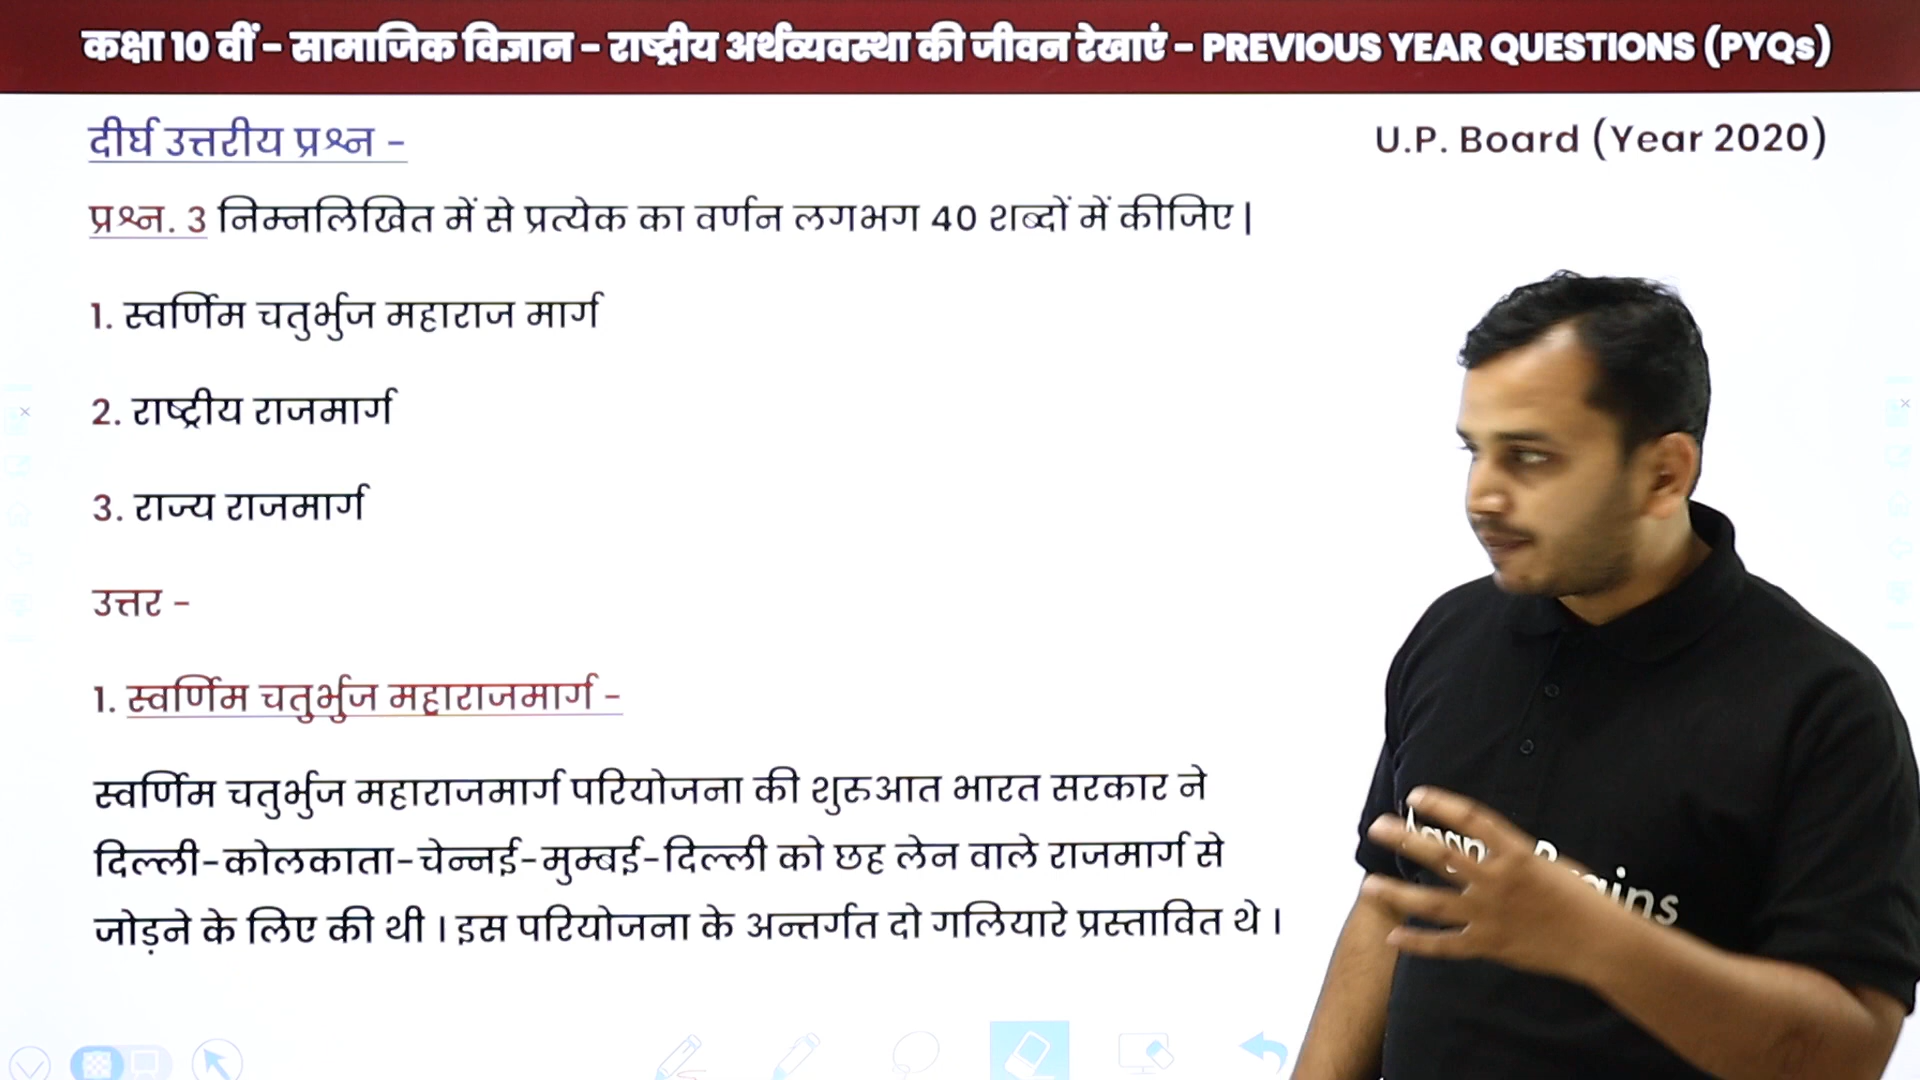 कक्षा 10 वीं - सामाजिक विज्ञान - राष्ट्रीय अर्थव्यवस्था की जीवन रेखाएं - PREVIOUS YEAR QUESTIONS (PYQs)
दीर्घ उत्तरीय प्रश्न -
U.P. Board (Year 2020)
प्रश्न. 3 निम्नलिखित में से प्रत्येक का वर्णन लगभग 40 शब्दों में कीजिए |
1. स्वर्णिम चतुर्भुज महाराज मार्ग
2. राष्ट्रीय राजमार्ग
3. राज्य राजमार्ग
उत्तर -
1. स्वर्णिम चतुर्भुज महाराजमार्ग -
स्वर्णिम चतुर्भुज महाराजमार्ग परियोजना की शुरुआत भारत सरकार ने
दिल्ली-कोलकाता-चेन्नई-मुम्बई-दिल्ली को छह लेन वाले राजमार्ग से
जोड़ने के लिए की थी । इस परियोजना के अन्तर्गत दो गलियारे प्रस्तावित थे ।